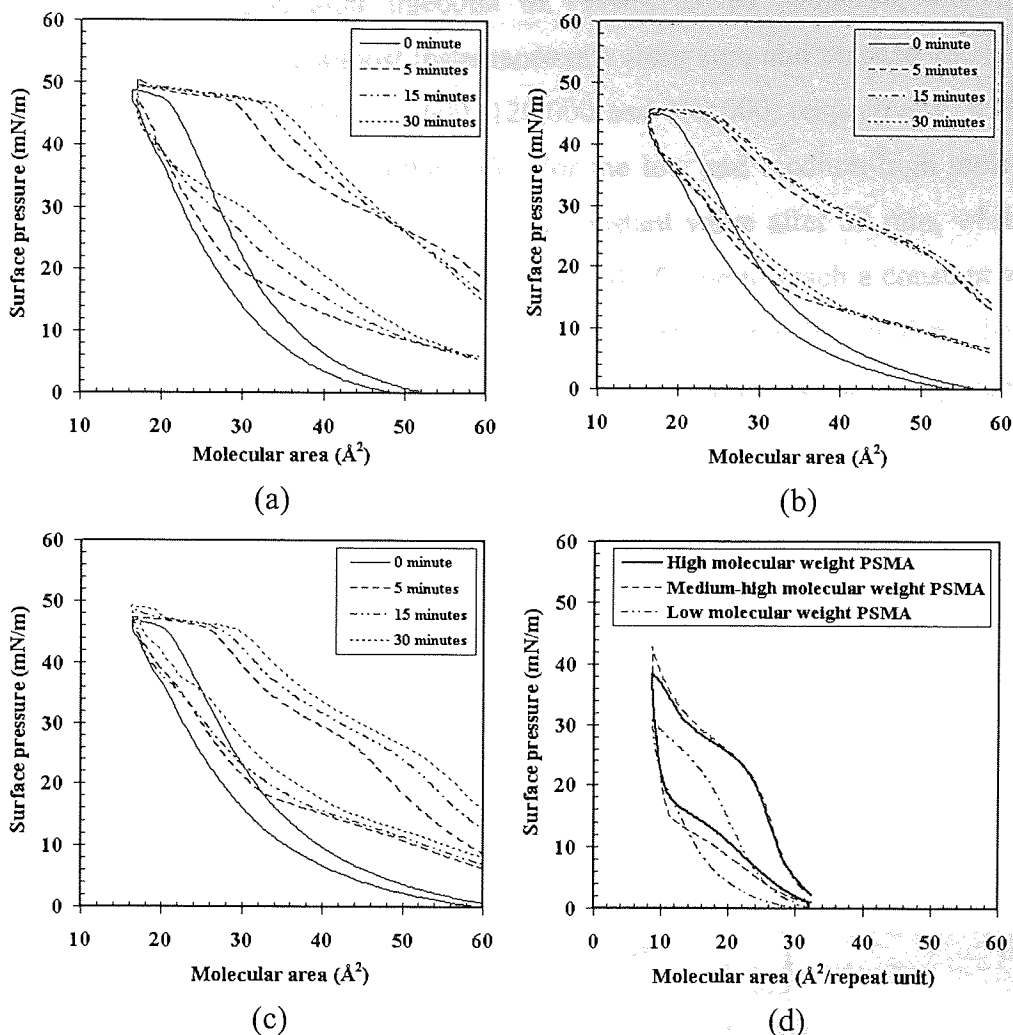 60
50
40
30
20
10
0
Surface pressure (mN/m)
0 minute
5 minutes
15 minutes
30 minutes
10 20 30 40 50 60
Molecular area (Å²)
(a)
60
50
40
30
20
10
0
Surface pressure (mN/m)
0 minute
5 minutes
15 minutes
30 minutes
10 20 30 40 50 60
Molecular area (Å²)
(b)
60
50
40
30
20
10
0
Surface pressure (mN/m)
0 minute
5 minutes
15 minutes
30 minutes
10 20 30 40 50 60
Molecular area (Å²)
(c)
60
50
40
30
20
10
0
Surface pressure (mN/m)
High molecular weight PSMA
Medium-high molecular weight PSMA
Low molecular weight PSMA
0 10 20 30 40 50 60
Molecular area (Å²/repeat unit)
(d)